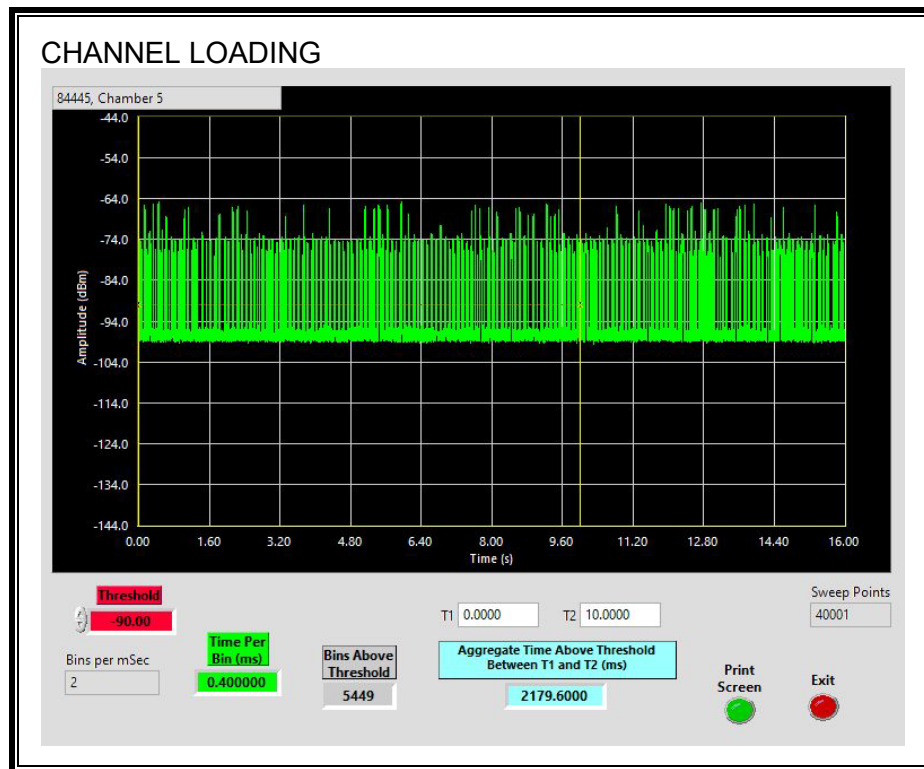 CHANNEL LOADING
84445, Chamber 5
-44.0
-54.0
-64.0
-74.0
-84.0
-94.0
-104.0
-114.0
-124.0
-134.0
-144.0
Amplitude (dBm)
0.00 1.60 3.20 4.80 6.40 8.00 9.60 11.20 12.80 14.40 16.00
Time (s)
Threshold
-90.00
Bins per mSec
2
Time Per
Bin (ms)
0.400000
Bins Above
Threshold
5449
T1 0.0000 T2 10.0000
Aggregate Time Above Threshold
Between T1 and T2 (ms)
2179.6000
Sweep Points
40001
Print
Screen
Exit